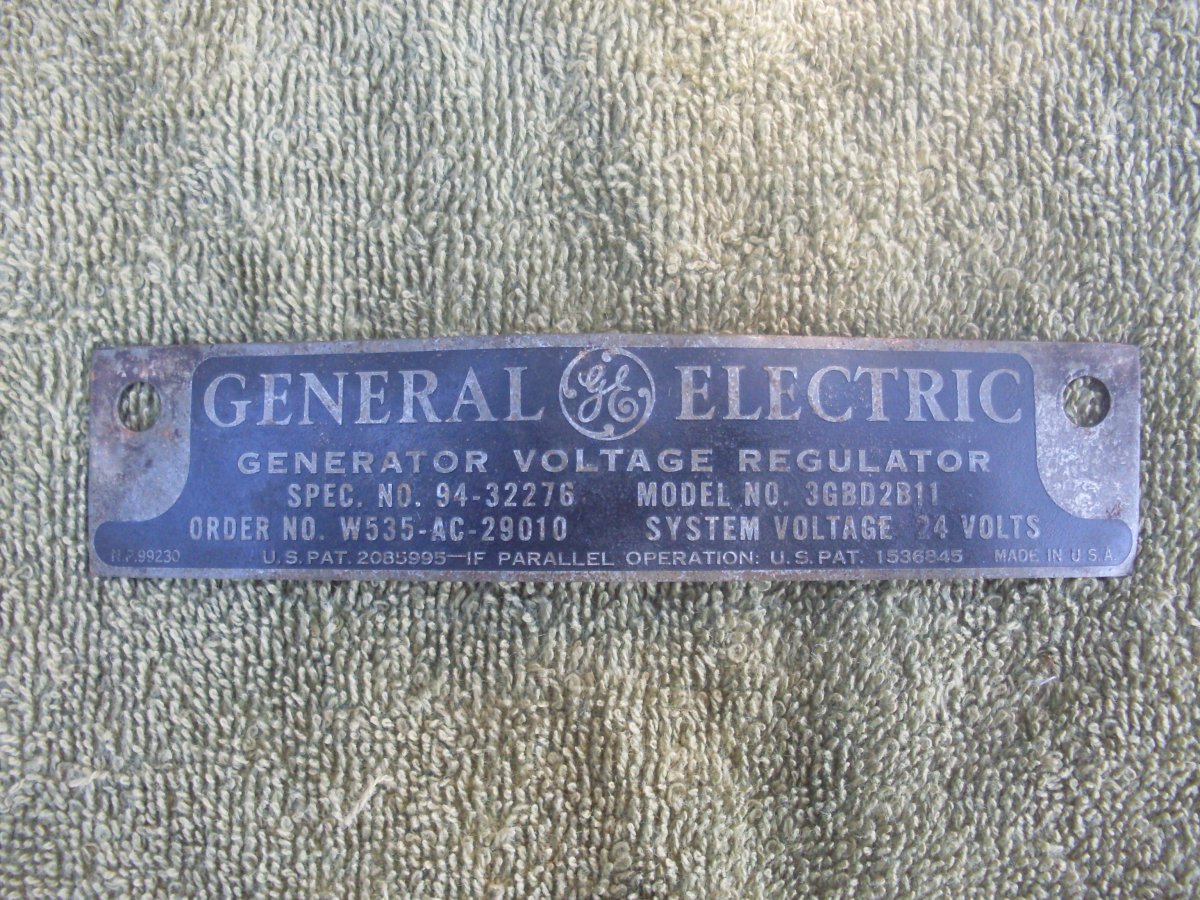 GENERAL GE ELECTRIC
GENERATOR VOLTAGE REGULATOR
SPEC. NO. 94-32276 MODEL NO. 3GBD2B11
ORDER NO. W535-AC-29010 SYSTEM VOLTAGE 24 VOLTS
N.P.99230 U.S.PAT. 2085995—IF PARALLEL OPERATION: U.S.PAT. 1536845 MADE IN U.S.A.